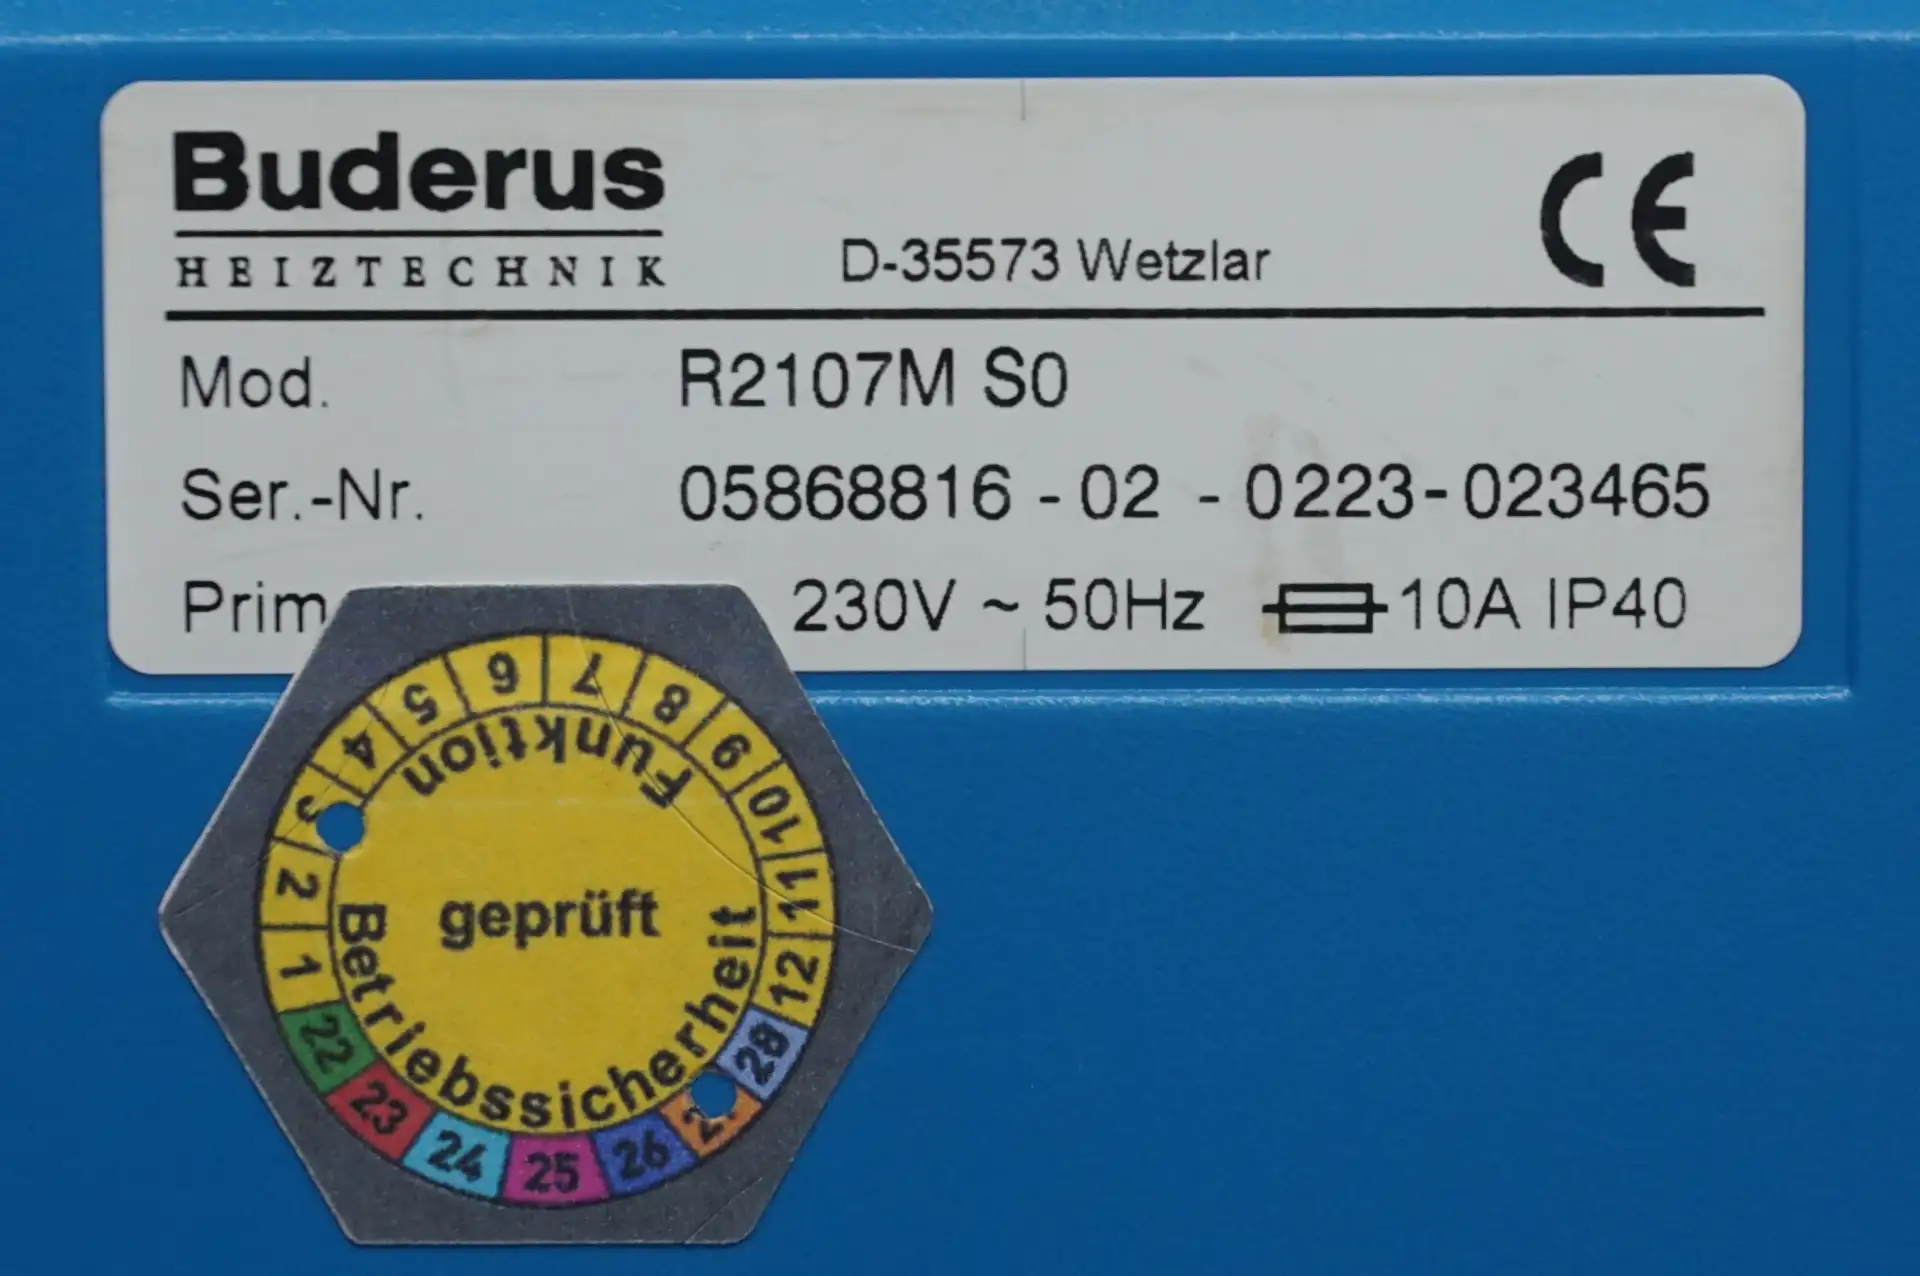 Buderus
HEIZTECHNIK
D-35573 Wetzlar
CE
Mod. R2107M S0
Ser.-Nr. 05868816 - 02 - 0223-023465
Prim 230V ~ 50Hz 10A IP40
1 2 3 4 5 6 7 8 9 10 11 12
Funktion
geprüft
Betriebssicherheit
22 23 24 25 26 28